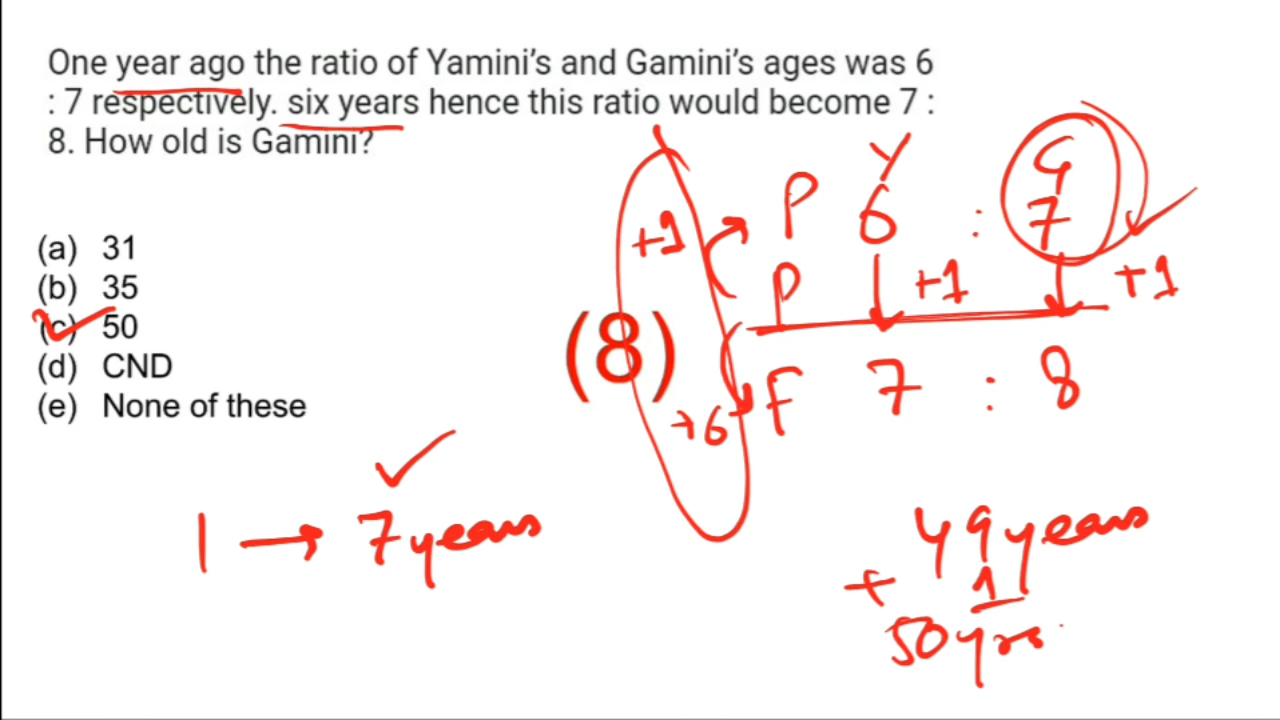 One year ago the ratio of Yamini's and Gamini's ages was 6
: 7 respectively. six years hence this ratio would become 7 :
8. How old is Gamini?
(a) 31
(b) 35
(c) 50
(d) CND
(e) None of these
(8)
Y G
P 6 : 7
+1
P +1 +1
F 7 : 8
+6
1 → 7 years
49 years
+ 1
50 yrs